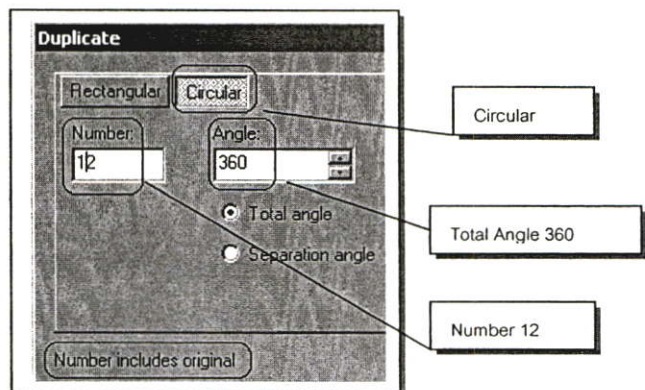 Duplicate
Rectangular
Circular
Number:
Angle:
12
360
Total angle
Separation angle
Number includes original
Circular
Total Angle 360
Number 12